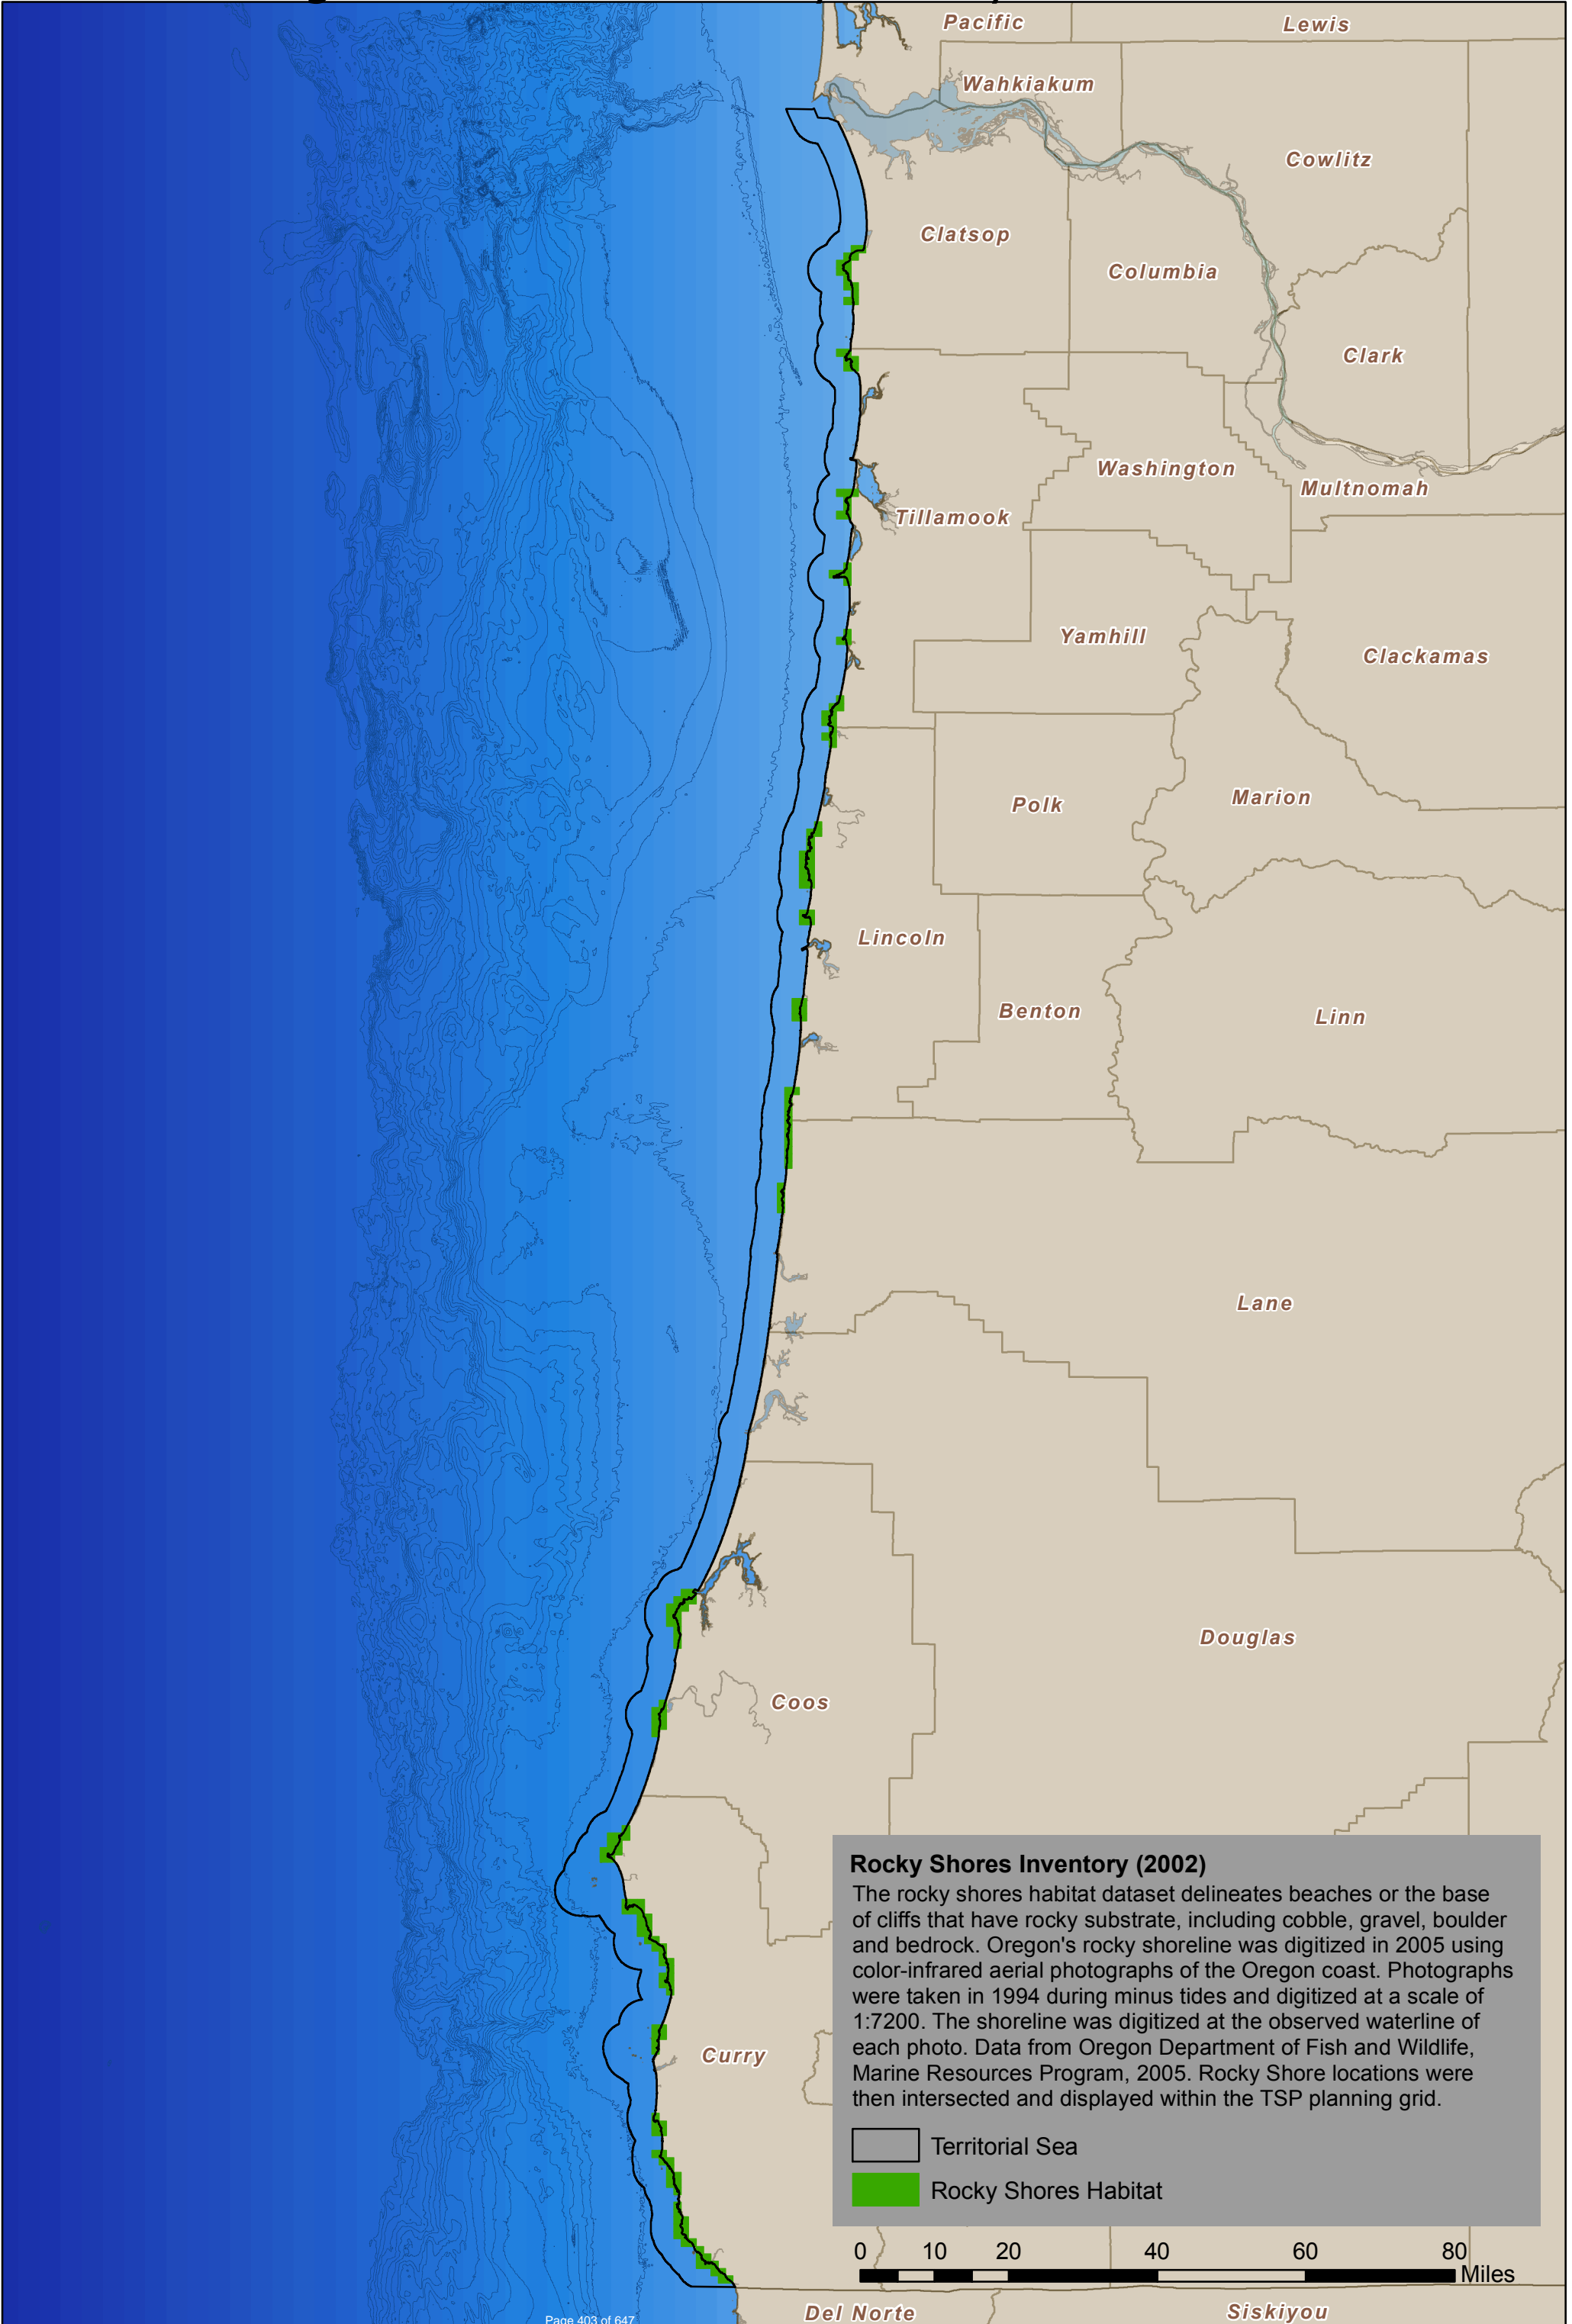 Pacific
Lewis
Wahkiakum
Cowlitz
Clatsop
Columbia
Clark
Washington
Multnomah
Tillamook
Yamhill
Clackamas
Polk
Marion
Lincoln
Benton
Linn
Lane
Douglas
Coos
Curry
Rocky Shores Inventory (2002)
The rocky shores habitat dataset delineates beaches or the base
of cliffs that have rocky substrate, including cobble, gravel, boulder
and bedrock. Oregon's rocky shoreline was digitized in 2005 using
color-infrared aerial photographs of the Oregon coast. Photographs
were taken in 1994 during minus tides and digitized at a scale of
1:7200. The shoreline was digitized at the observed waterline of
each photo. Data from Oregon Department of Fish and Wildlife,
Marine Resources Program, 2005. Rocky Shore locations were
then intersected and displayed within the TSP planning grid.
Territorial Sea
Rocky Shores Habitat
0 10 20 40 60 80
Miles
Del Norte
Siskiyou
Page 403 of 647